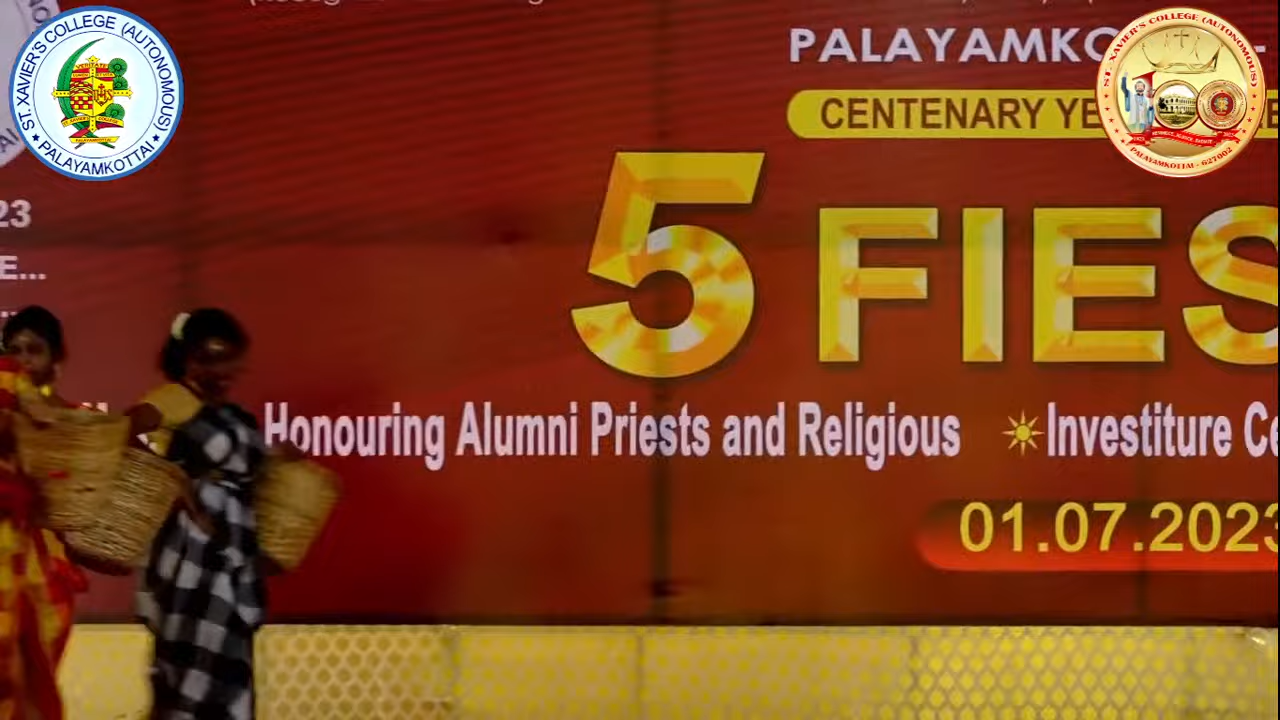 ST. XAVIER'S COLLEGE (AUTONOMOUS)
★ PALAYAMKOTTAI ★
ST. XAVIER'S COLLEGE (AUTONOMOUS)
PALAYAMKOTTAI - 627002
PALAYAMKO
CENTENARY YE
5 FIES
23
E...
Honouring Alumni Priests and Religious ☀Investiture Ce
01.07.2023